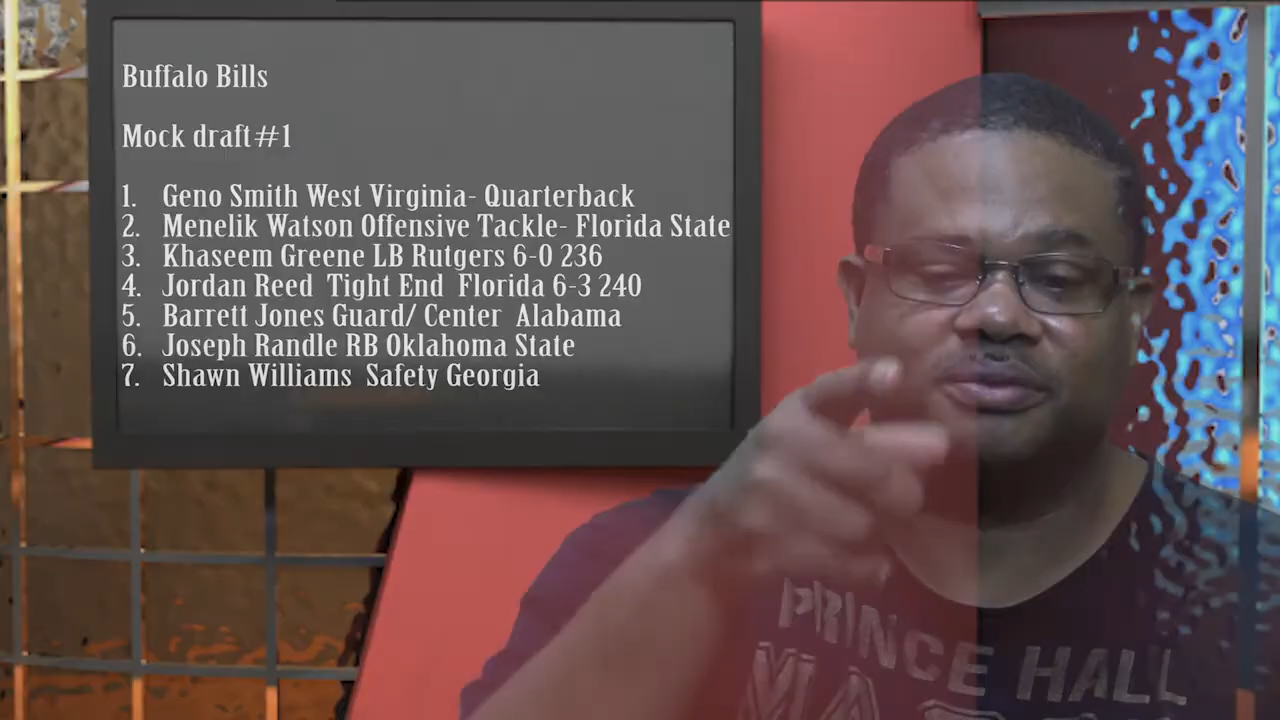 Buffalo Bills
Mock draft #1
1. Geno Smith West Virginia- Quarterback
2. Menelik Watson Offensive Tackle- Florida State
3. Khaseem Greene LB Rutgers 6-0 236
4. Jordan Reed Tight End Florida 6-3 240
5. Barrett Jones Guard/ Center Alabama
6. Joseph Randle RB Oklahoma State
7. Shawn Williams Safety Georgia
PRINCE HALL